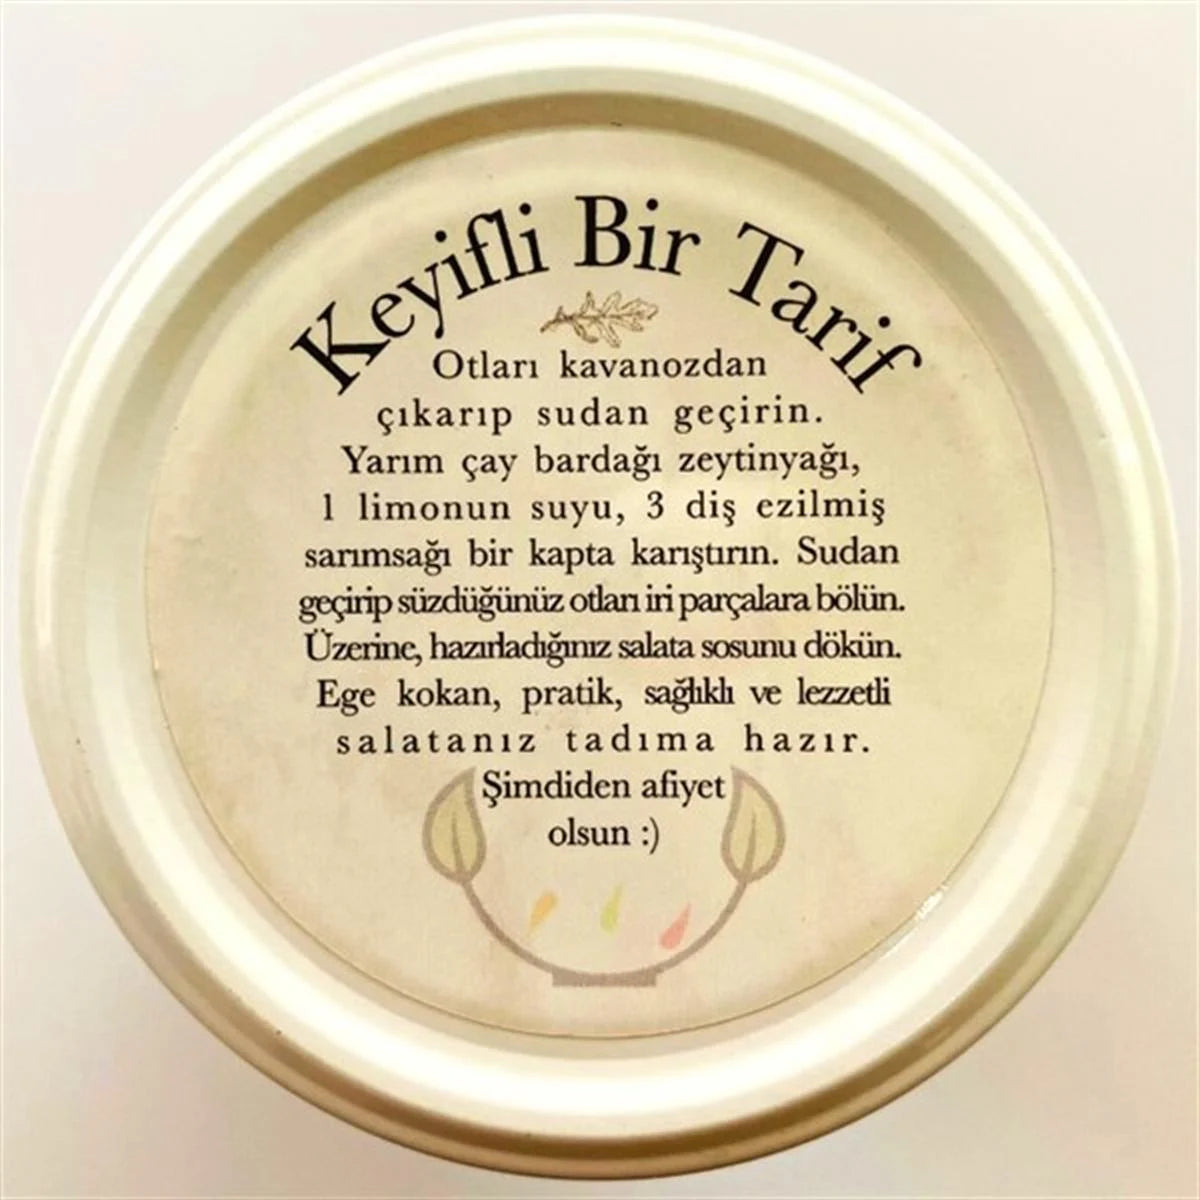 Keyifli Bir Tarif
Otları kavanozdan
çıkarıp sudan geçirin.
Yarım çay bardağı zeytinyağı,
1 limonun suyu, 3 diş ezilmiş
sarımsağı bir kapta karıştırın. Sudan
geçirip süzdüğünüz otları iri parçalara bölün.
Üzerine, hazırladığınız salata sosunu dökün.
Ege kokan, pratik, sağlıklı ve lezzetli
salatanız tadıma hazır.
Şimdiden afiyet
olsun :)